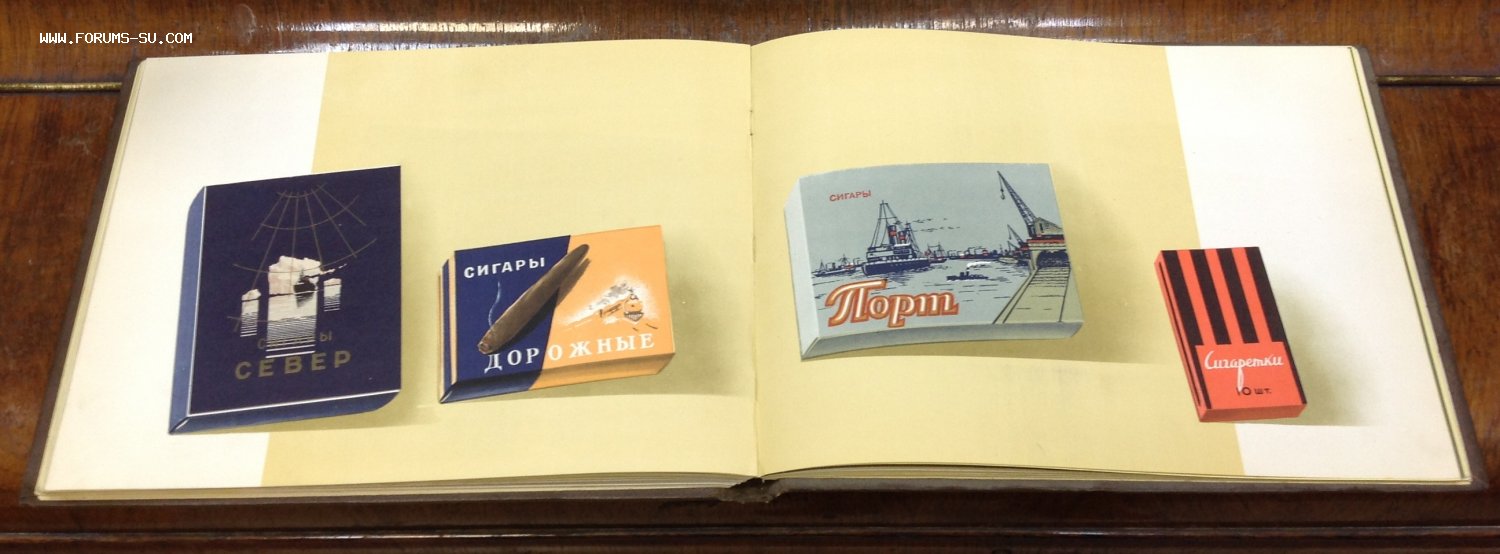 WWW.FORUMS-SU.COM
СЕВЕР
СИГАРЫ
ДОРОЖНЫЕ
СИГАРЫ
Порт
Сигаретки
10 шт.